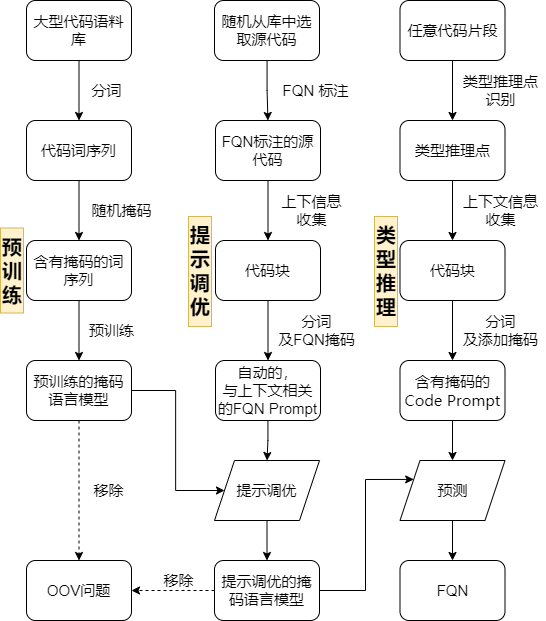 大型代码语料
库
分词
代码词序列
随机掩码
预训练
含有掩码的词
序列
预训练
预训练的掩码
语言模型
移除
OOV问题
随机从库中选
取源代码
FQN 标注
FQN标注的源
代码
上下信息
收集
提示调优
代码块
分词
及FQN掩码
自动的，
与上下文相关
的FQN Prompt
提示调优
移除
提示调优的掩
码语言模型
任意代码片段
类型推理点
识别
类型推理点
上下文信息
收集
类型推理
代码块
分词
及添加掩码
含有掩码的
Code Prompt
预测
FQN